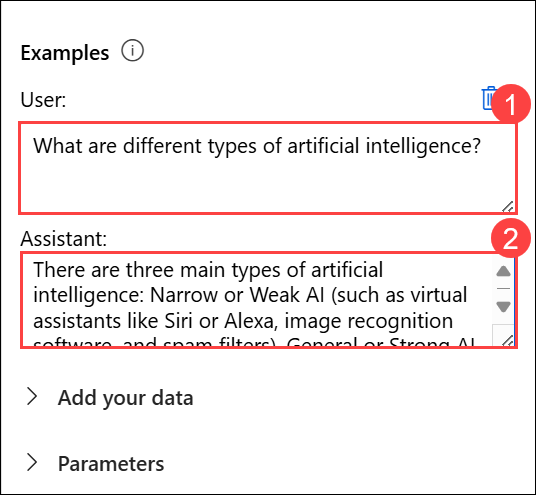 Examples
User:
1
What are different types of artificial intelligence?
2
Assistant:
There are three main types of artificial
intelligence: Narrow or Weak AI (such as virtual
assistants like Siri or Alexa, image recognition
software, and spam filters), General or Strong AI
Add your data
Parameters